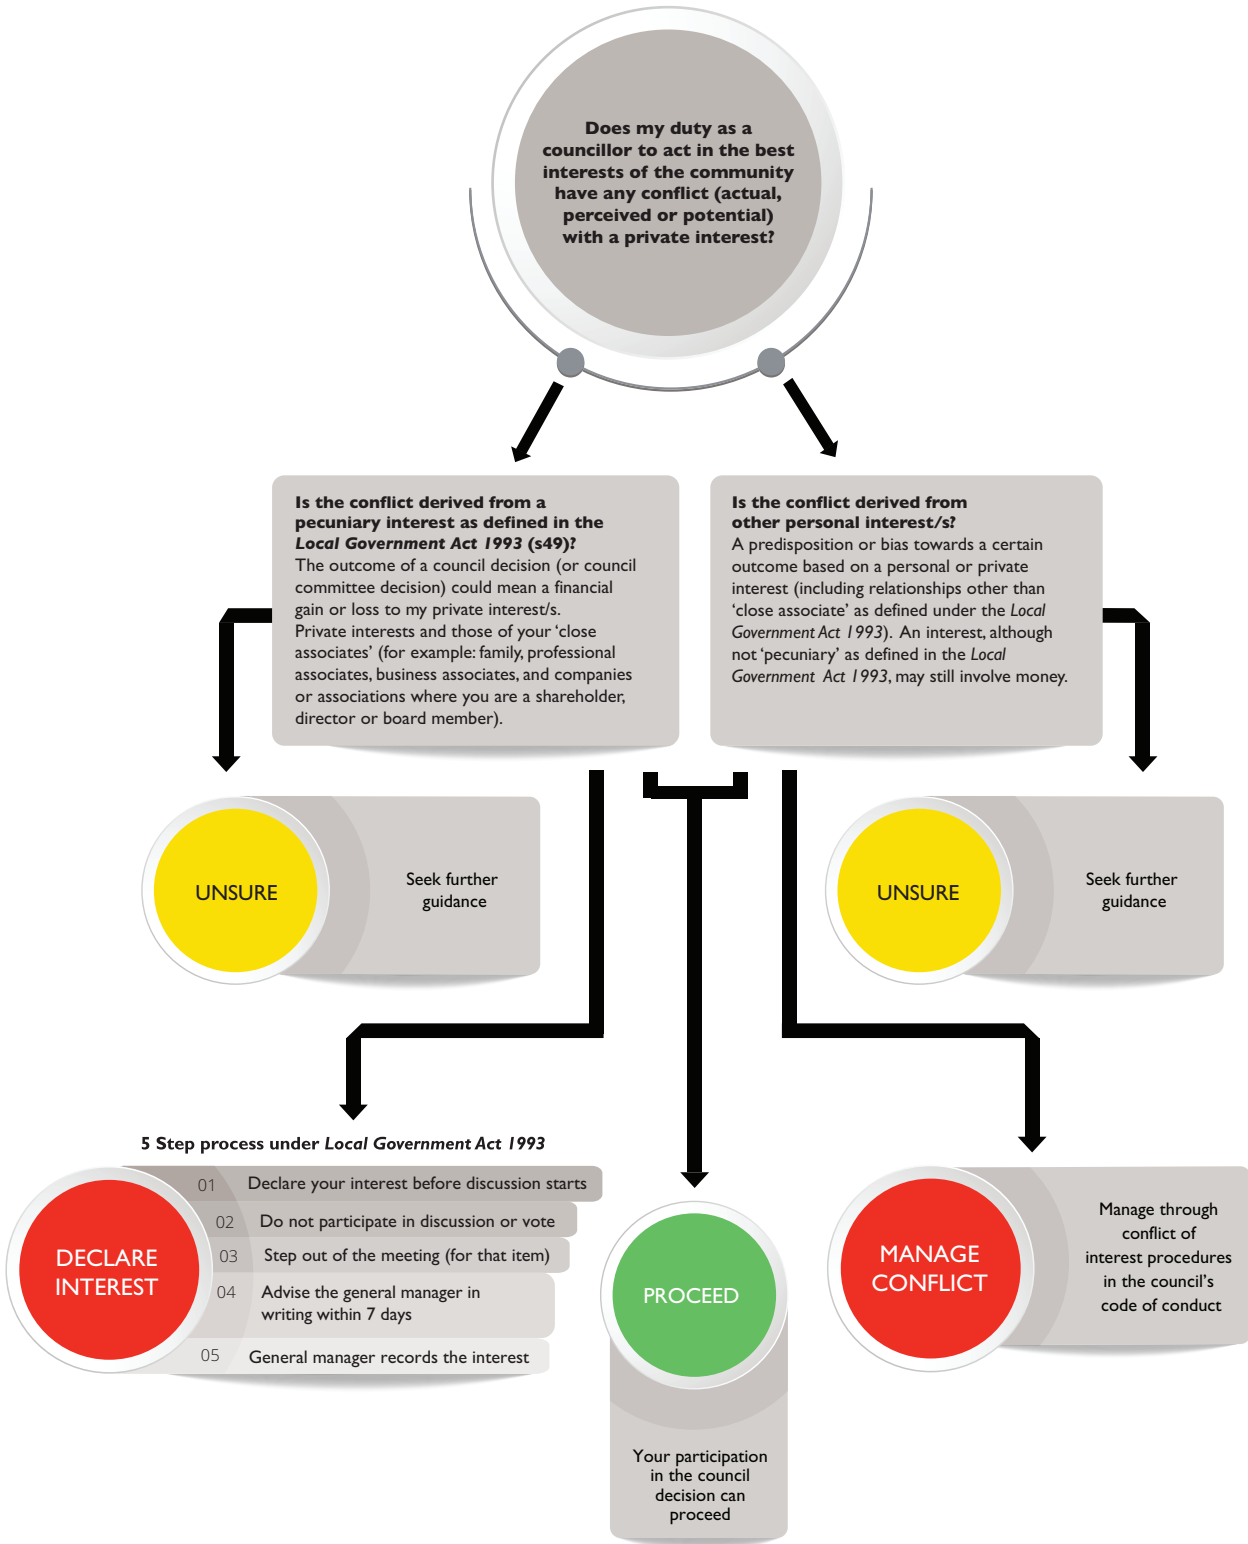 Does my duty as a
councillor to act in the best
interests of the community
have any conflict (actual,
perceived or potential)
with a private interest?
Is the conflict derived from a
pecuniary interest as defined in the
Local Government Act 1993 (s49)?
The outcome of a council decision (or council
committee decision) could mean a financial
gain or loss to my private interest/s.
Private interests and those of your ‘close
associates’ (for example: family, professional
associates, business associates, and companies
or associations where you are a shareholder,
director or board member).
Is the conflict derived from
other personal interest/s?
A predisposition or bias towards a certain
outcome based on a personal or private
interest (including relationships other than
‘close associate’ as defined under the Local
Government Act 1993). An interest, although
not ‘pecuniary’ as defined in the Local
Government Act 1993, may still involve money.
UNSURE
Seek further
guidance
UNSURE
Seek further
guidance
5 Step process under Local Government Act 1993
DECLARE
INTEREST
01 Declare your interest before discussion starts
02 Do not participate in discussion or vote
03 Step out of the meeting (for that item)
04 Advise the general manager in
writing within 7 days
05 General manager records the interest
PROCEED
Your participation
in the council
decision can
proceed
MANAGE
CONFLICT
Manage through
conflict of
interest procedures
in the council’s
code of conduct